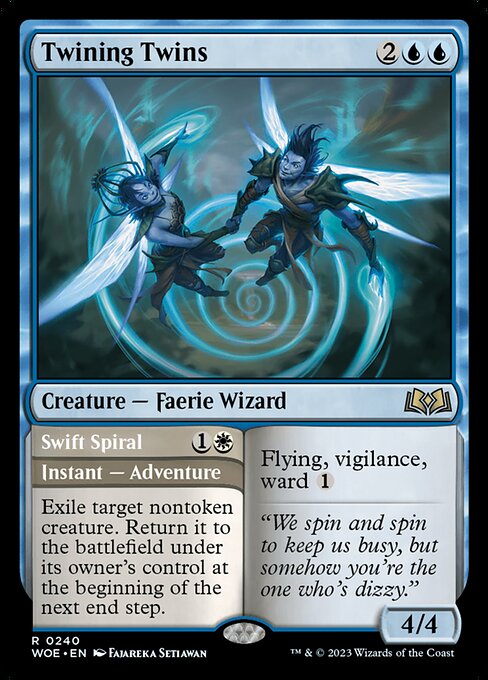 Twining Twins 2
Creature — Faerie Wizard
Swift Spiral 1
Instant — Adventure
Exile target nontoken
creature. Return it to
the battlefield under
its owner's control at
the beginning of the
next end step.
Flying, vigilance,
ward 1
“We spin and spin
to keep us busy, but
somehow you're the
one who's dizzy.”
4/4
R 0240
WOE • EN Fajareka Setiawan
™ & © 2023 Wizards of the Coast